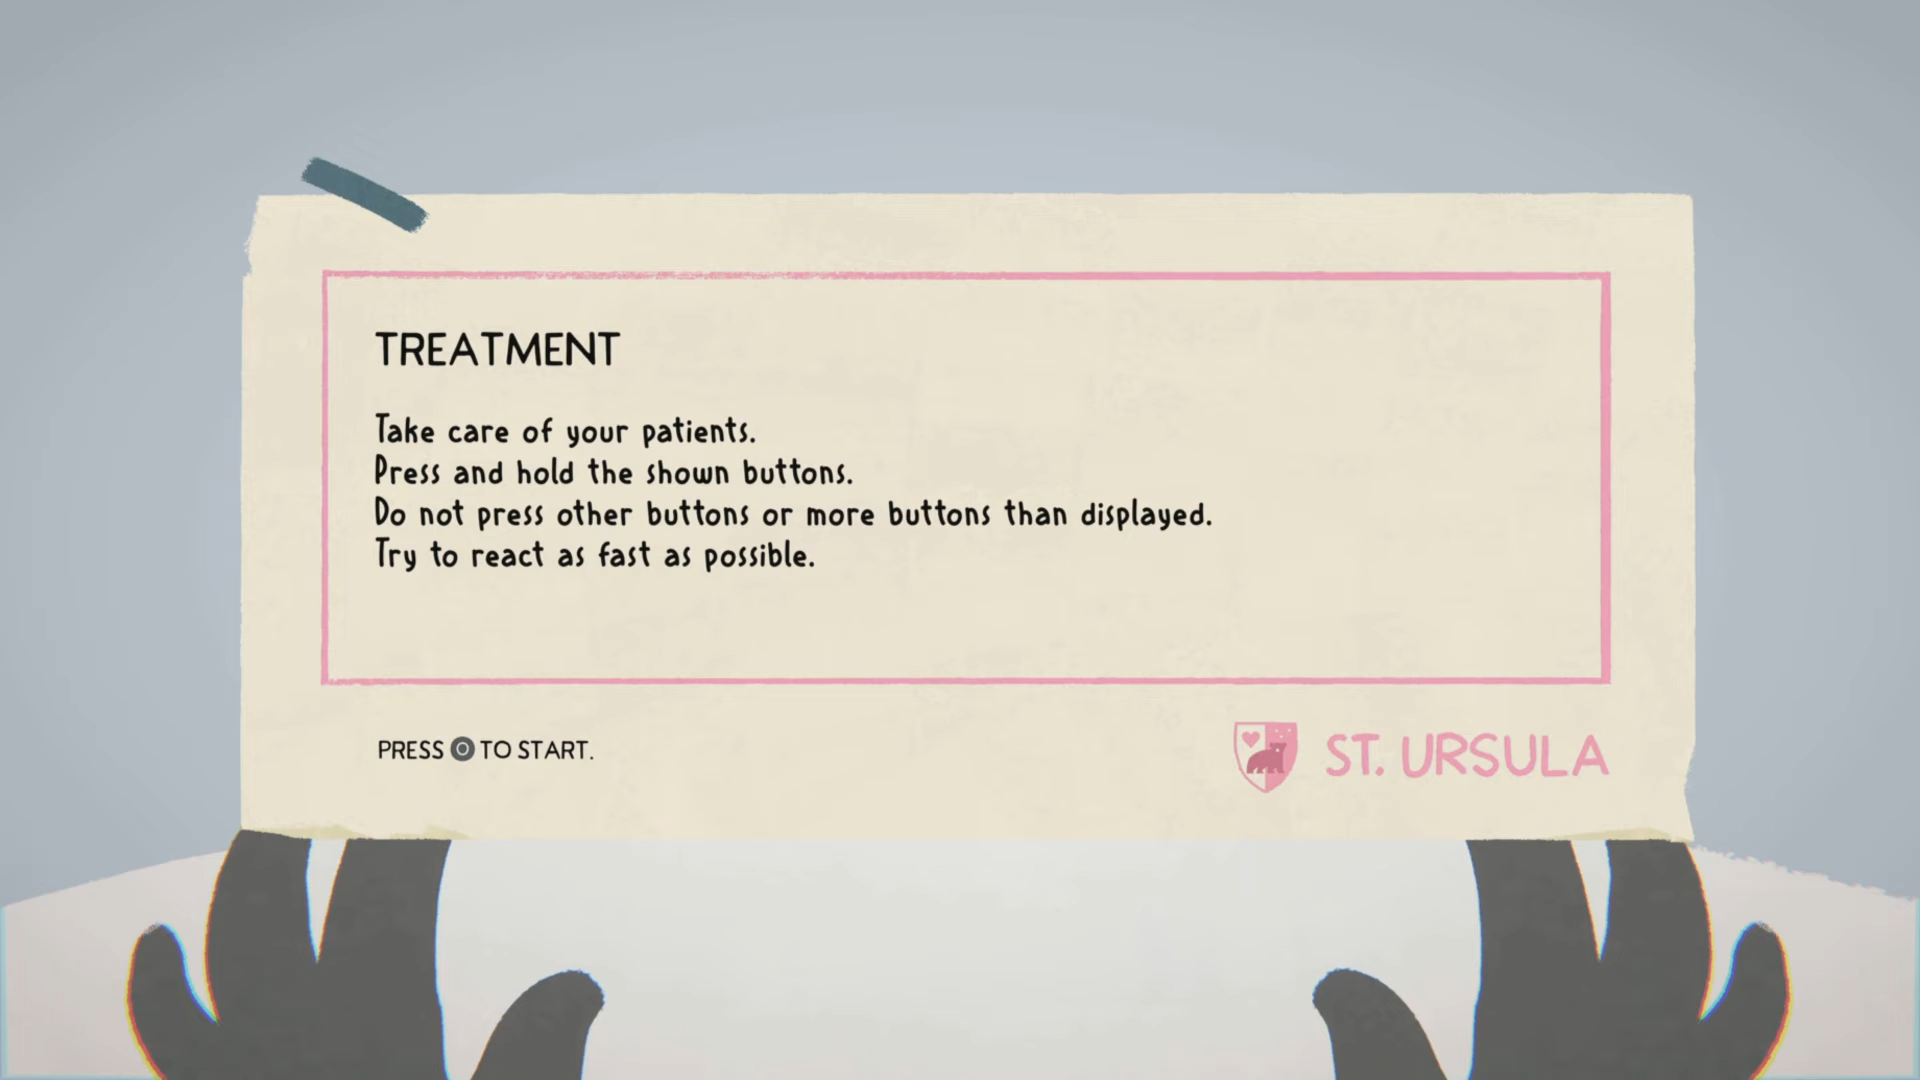 TREATMENT
Take care of your patients.
Press and hold the shown buttons.
Do not press other buttons or more buttons than displayed.
Try to react as fast as possible.
PRESS O TO START.
ST. URSULA